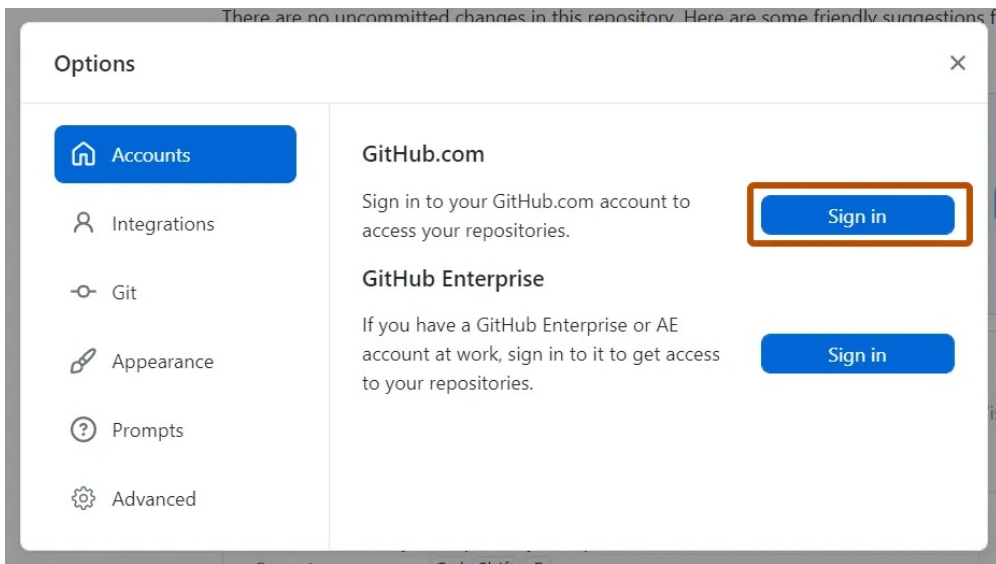 There are no uncommitted changes in this repository. Here are some friendly suggestions f
Options
Accounts
Integrations
Git
Appearance
Prompts
Advanced
GitHub.com
Sign in to your GitHub.com account to
access your repositories.
Sign in
GitHub Enterprise
If you have a GitHub Enterprise or AE
account at work, sign in to it to get access
to your repositories.
Sign in